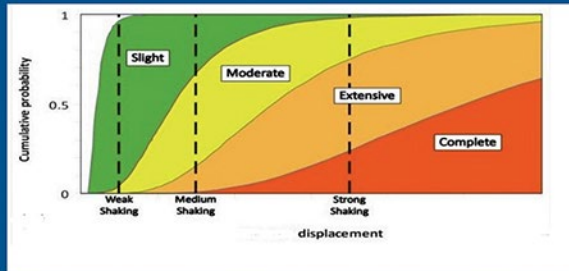 Cumulative probability
1
0.5
0
Slight
Moderate
Extensive
Complete
Weak
Shaking
Medium
Shaking
Strong
Shaking
displacement